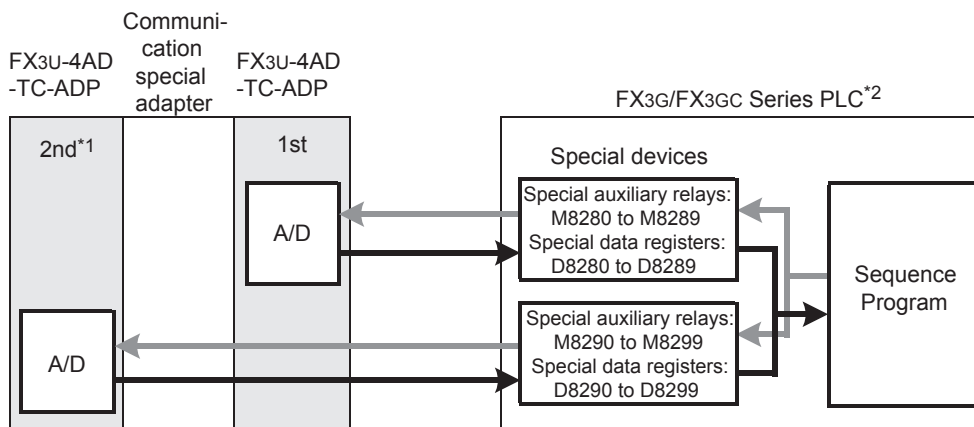 FX3U-4AD
-TC-ADP
Communi-
cation
special
adapter
FX3U-4AD
-TC-ADP
FX3G/FX3GC Series PLC*2
2nd*1
1st
Special devices
A/D
Special auxiliary relays:
M8280 to M8289
Special data registers:
D8280 to D8289
Sequence
Program
A/D
Special auxiliary relays:
M8290 to M8299
Special data registers:
D8290 to D8299